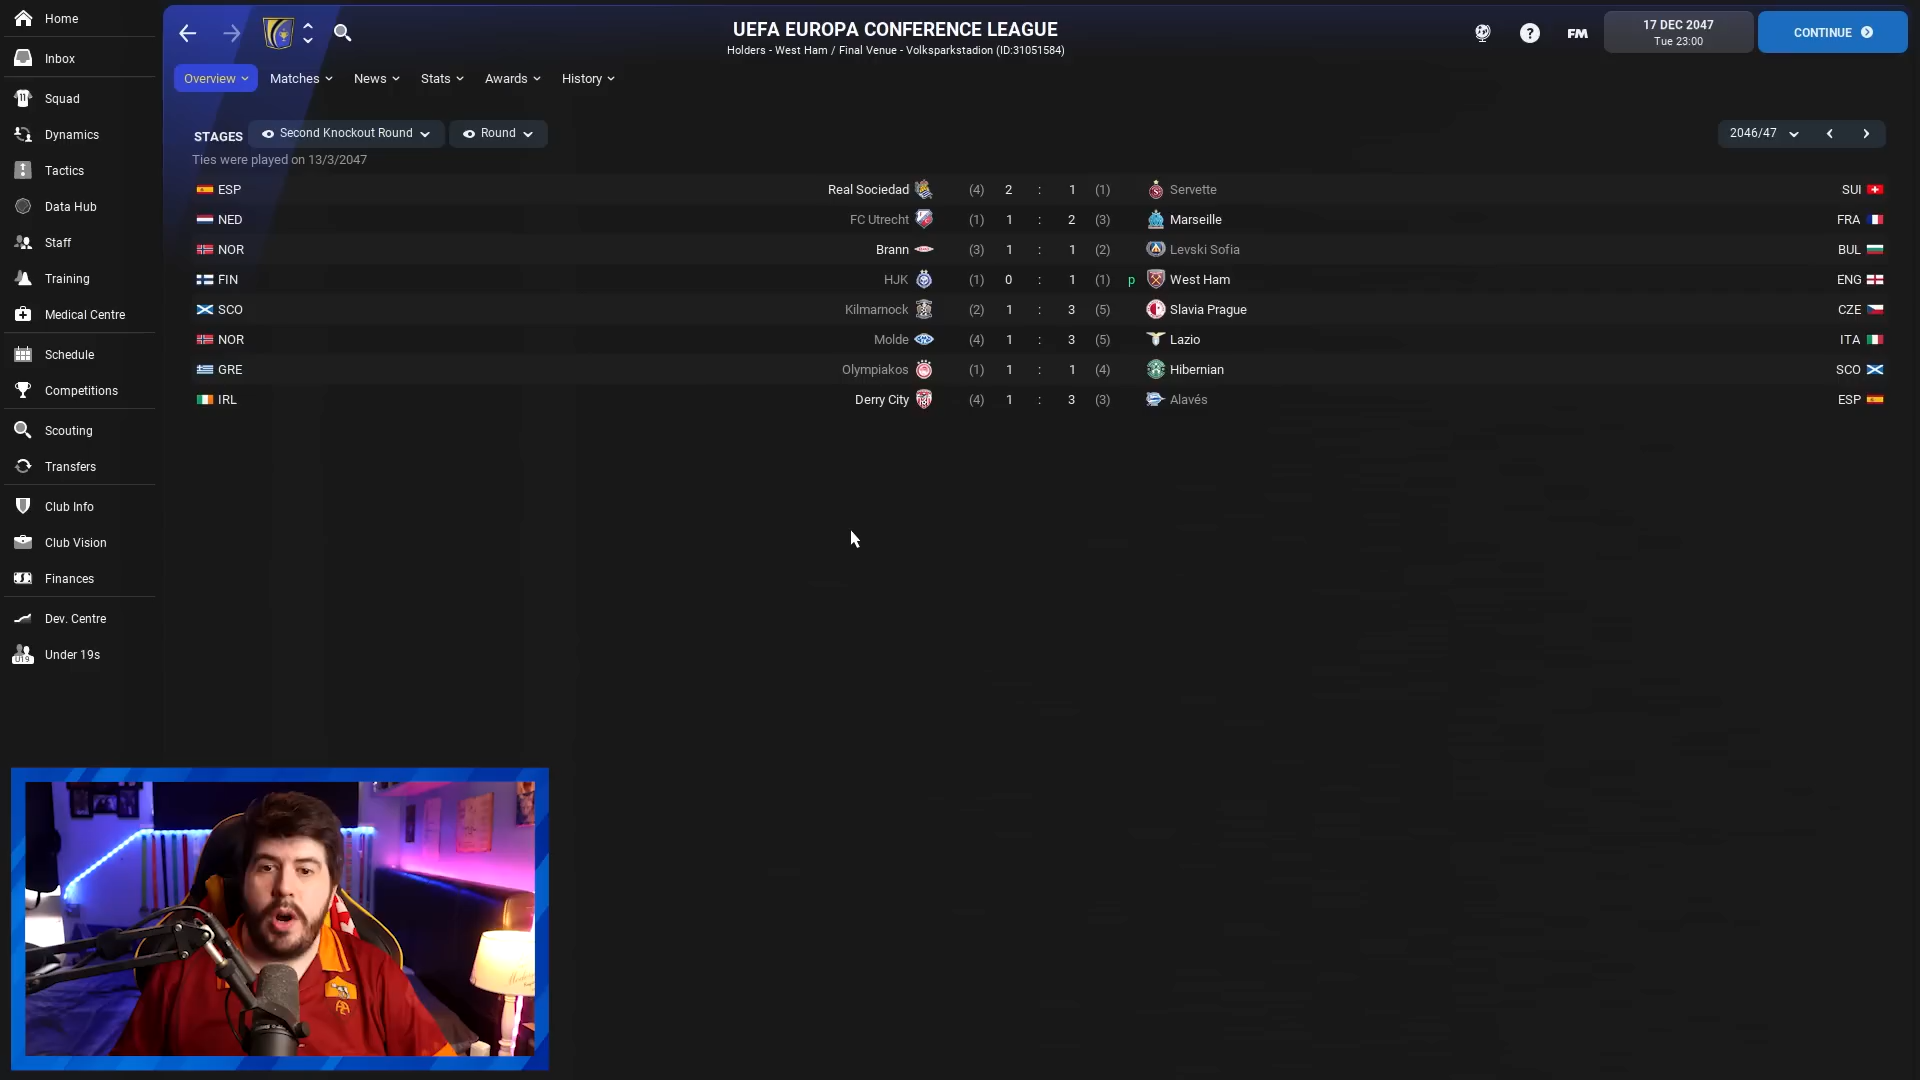 Home
Inbox
Squad
Dynamics
Tactics
Data Hub
Staff
Training
Medical Centre
Schedule
Competitions
Scouting
Transfers
Club Info
Club Vision
Finances
Dev. Centre
U19 Under 19s
UEFA EUROPA CONFERENCE LEAGUE
Holders - West Ham / Final Venue - Volksparkstadion (ID:31051584)
? FM
17 DEC 2047
Tue 23:00
CONTINUE
Overview Matches News Stats Awards History
STAGES Second Knockout Round Round 2046/47
Ties were played on 13/3/2047
ESP Real Sociedad (4) 2 : 1 (1) Servette SUI
NED FC Utrecht (1) 1 : 2 (3) Marseille FRA
NOR Brann (3) 1 : 1 (2) Levski Sofia BUL
FIN HJK (1) 0 : 1 (1) p West Ham ENG
SCO Kilmarnock (2) 1 : 3 (5) Slavia Prague CZE
NOR Molde (4) 1 : 3 (5) Lazio ITA
GRE Olympiakos (1) 1 : 1 (4) Hibernian SCO
IRL Derry City (4) 1 : 3 (3) Alavés ESP